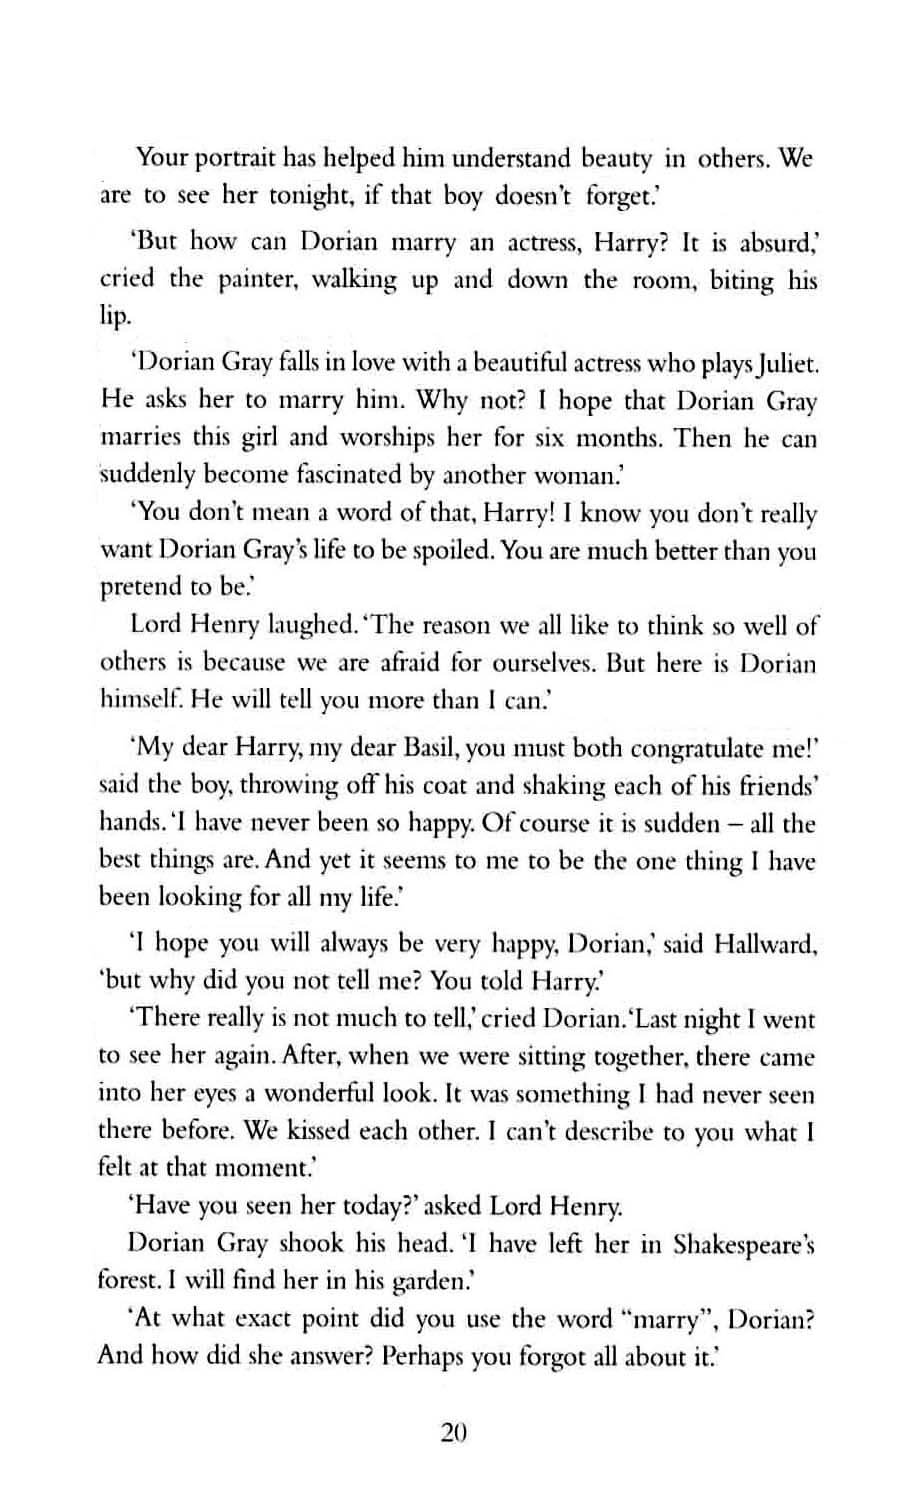 Your portrait has helped him understand beauty in others. We
are to see her tonight, if that boy doesn't forget.'
'But how can Dorian marry an actress, Harry? It is absurd,'
cried the painter, walking up and down the room, biting his
lip.
'Dorian Gray falls in love with a beautiful actress who plays Juliet.
He asks her to marry him. Why not? I hope that Dorian Gray
marries this girl and worships her for six months. Then he can
suddenly become fascinated by another woman.'
'You don't mean a word of that, Harry! I know you don't really
want Dorian Gray's life to be spoiled. You are much better than you
pretend to be.'
Lord Henry laughed. 'The reason we all like to think so well of
others is because we are afraid for ourselves. But here is Dorian
himself. He will tell you more than I can.'
'My dear Harry, my dear Basil, you must both congratulate me!'
said the boy, throwing off his coat and shaking each of his friends'
hands. 'I have never been so happy. Of course it is sudden – all the
best things are. And yet it seems to me to be the one thing I have
been looking for all my life.'
'I hope you will always be very happy, Dorian,' said Hallward,
'but why did you not tell me? You told Harry.'
'There really is not much to tell,' cried Dorian. 'Last night I went
to see her again. After, when we were sitting together, there came
into her eyes a wonderful look. It was something I had never seen
there before. We kissed each other. I can't describe to you what I
felt at that moment.'
'Have you seen her today?' asked Lord Henry.
Dorian Gray shook his head. 'I have left her in Shakespeare's
forest. I will find her in his garden.'
'At what exact point did you use the word "marry", Dorian?
And how did she answer? Perhaps you forgot all about it.'
20